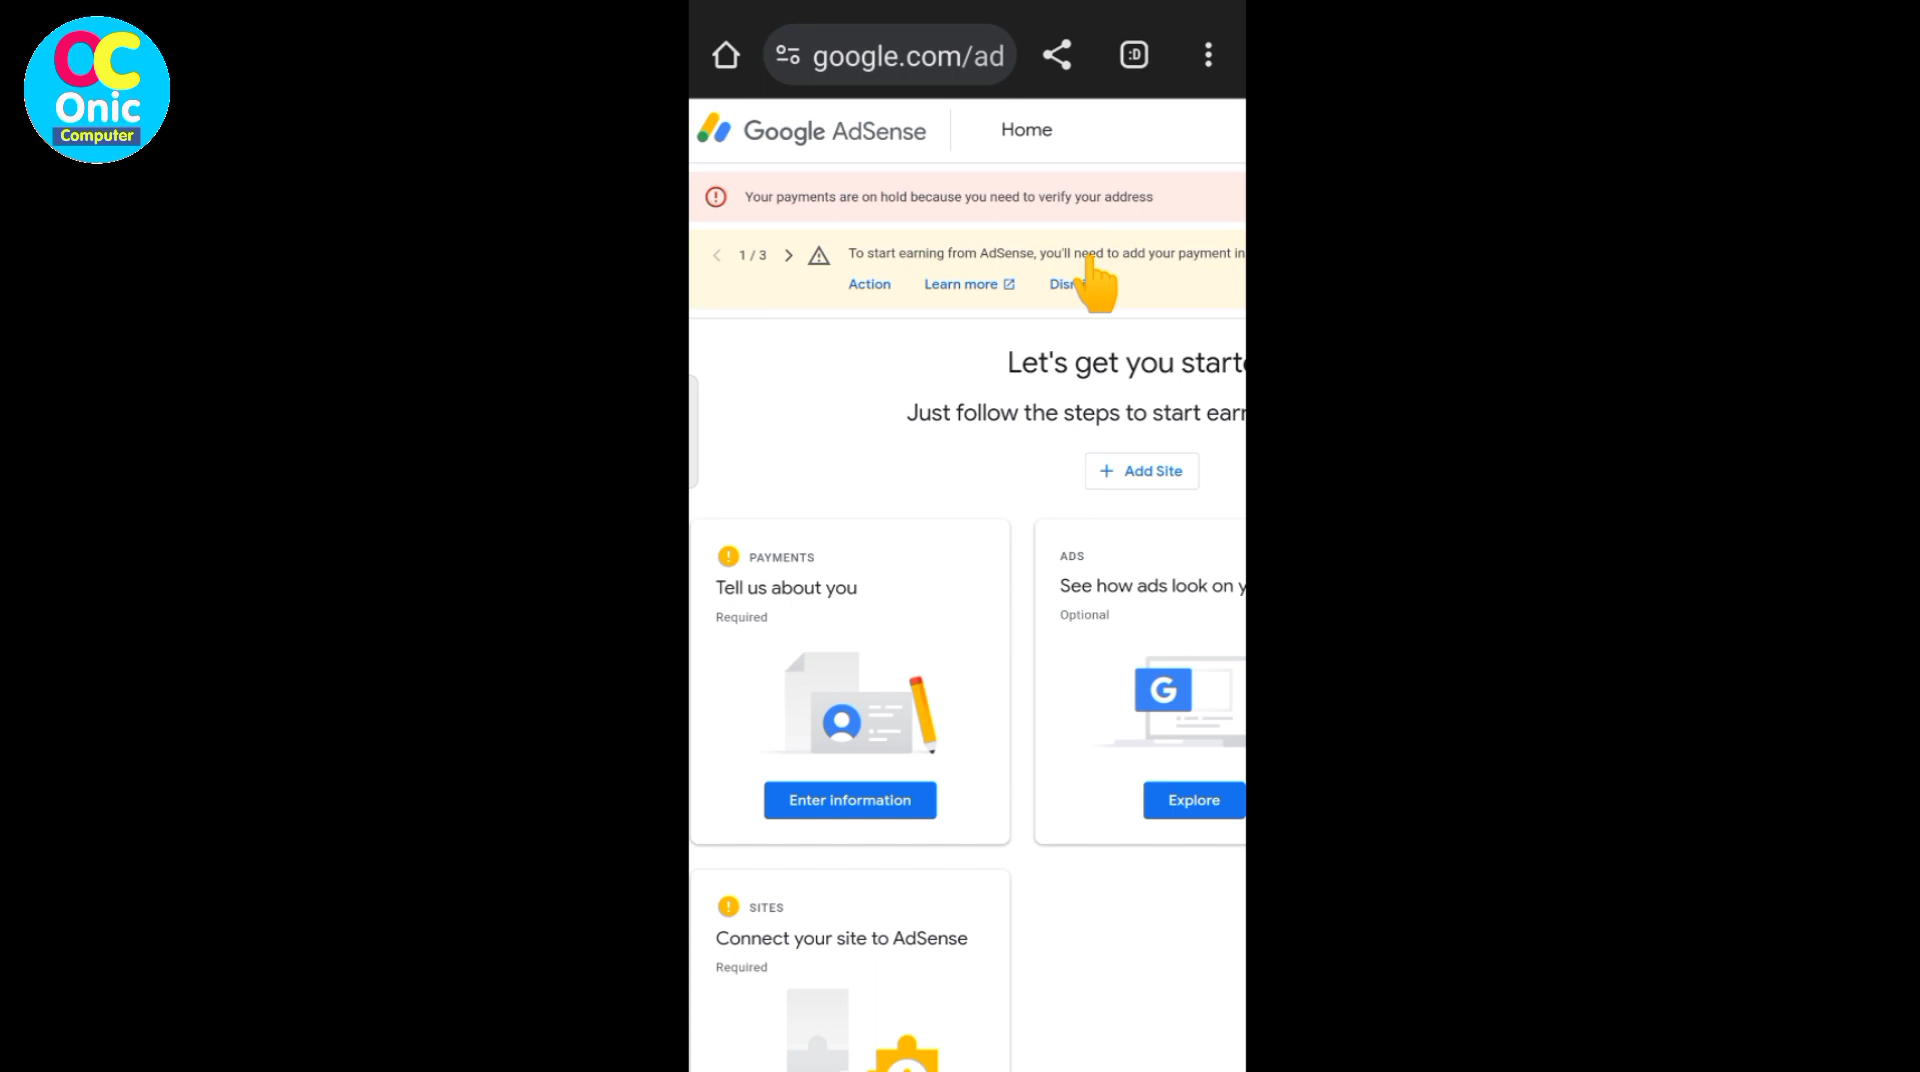 OC
Onic
Computer
google.com/ad
:D
Google AdSense
Home
Your payments are on hold because you need to verify your address
1 / 3
To start earning from AdSense, you'll need to add your payment in
Action
Learn more
Let's get you starte
Just follow the steps to start earn
+ Add Site
PAYMENTS
Tell us about you
Required
Enter information
ADS
See how ads look on y
Optional
G
Explore
SITES
Connect your site to AdSense
Required